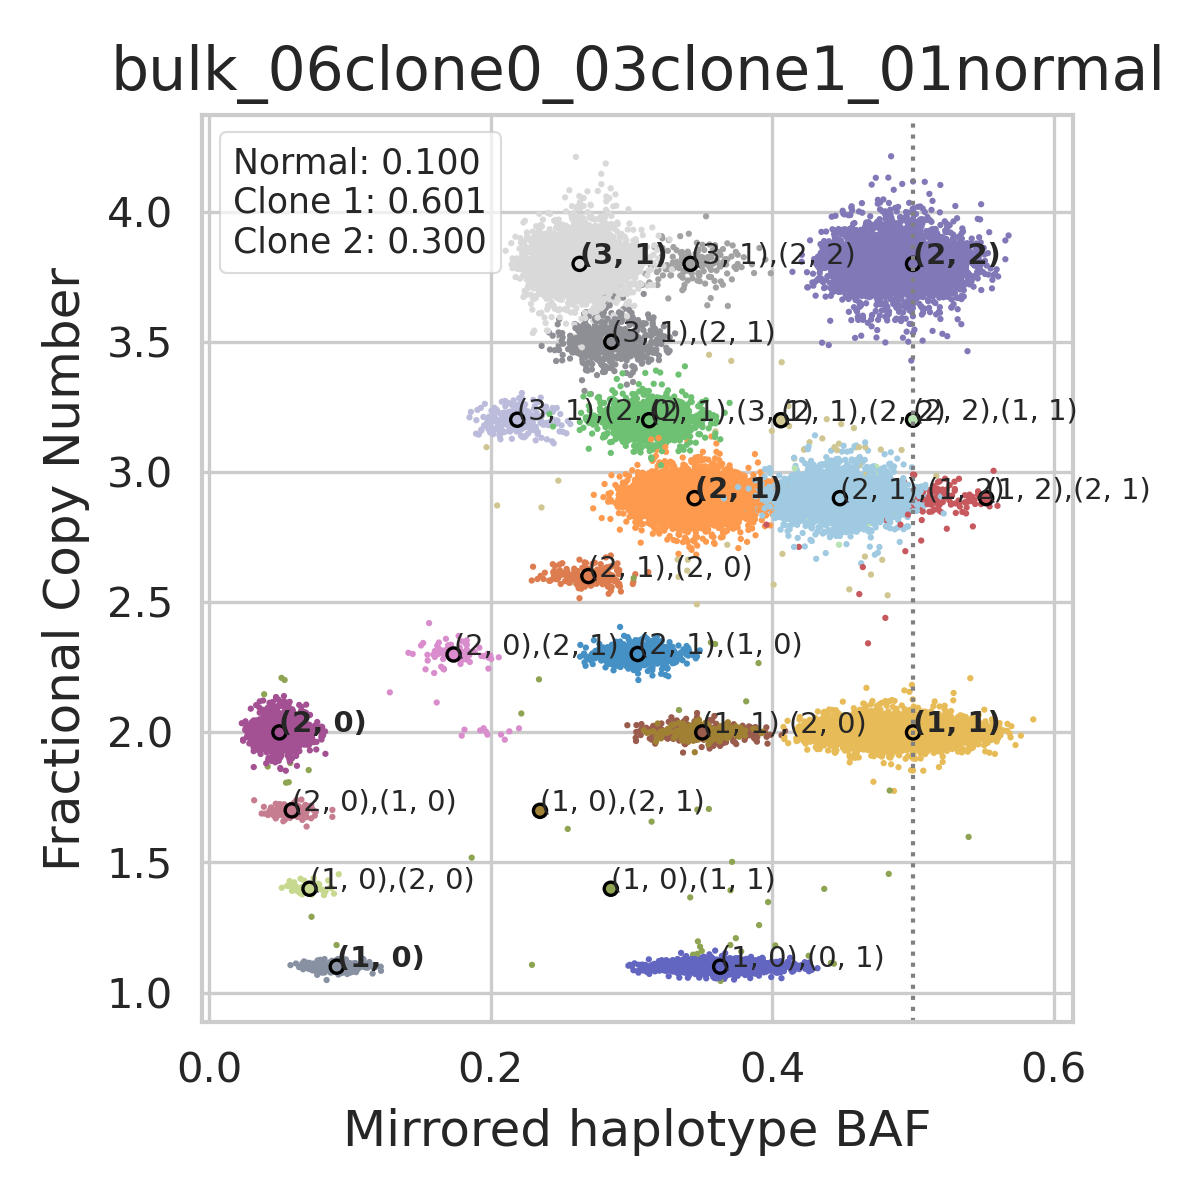 bulk_06clone0_03clone1_01normal
Normal: 0.100
Clone 1: 0.601
Clone 2: 0.300
Fractional Copy Number
4.0
3.5
3.0
2.5
2.0
1.5
1.0
(3, 1)
(3, 1),(2, 2)
(2, 2)
(3, 1),(2, 1)
(3, 1),(2, 0)
(2, 1),(3, 1)
(2, 1),(2, 2)
(2, 2),(1, 1)
(2, 1)
(2, 1),(1, 2)
(1, 2),(2, 1)
(2, 1),(2, 0)
(2, 0),(2, 1)
(2, 1),(1, 0)
(2, 0)
(1, 1),(2, 0)
(1, 1)
(2, 0),(1, 0)
(1, 0),(2, 1)
(1, 0),(2, 0)
(1, 0),(1, 1)
(1, 0)
(1, 0),(0, 1)
0.0
0.2
0.4
0.6
Mirrored haplotype BAF